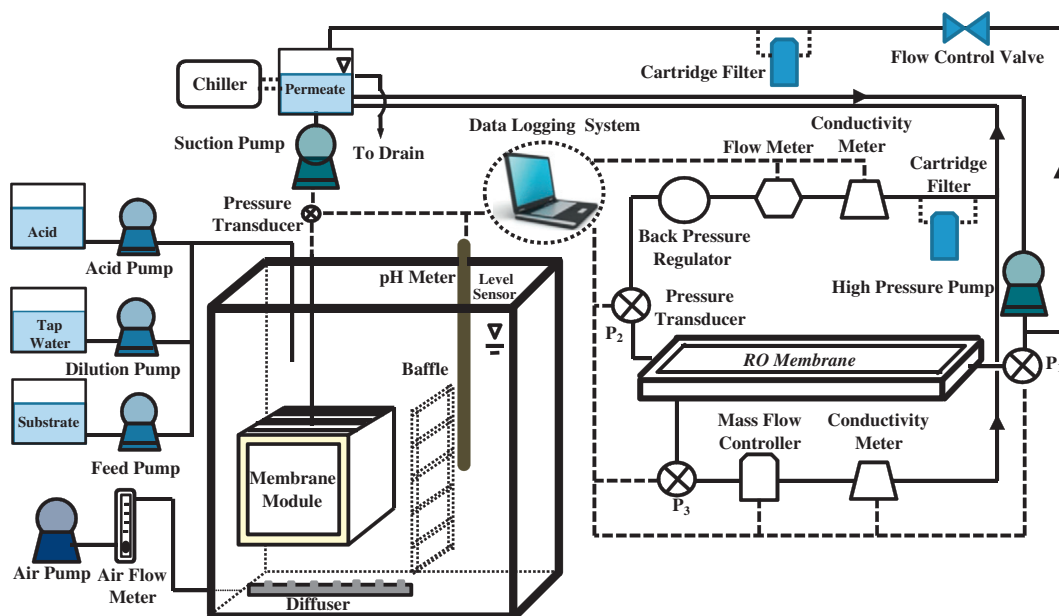 Chiller
Permeate
Cartridge Filter
Flow Control Valve
Suction Pump
To Drain
Data Logging System
Conductivity
Meter
Flow Meter
Cartridge
Filter
Acid
Acid Pump
Pressure
Transducer
pH Meter
Level
Sensor
Back Pressure
Regulator
High Pressure Pump
Tap
Water
Dilution Pump
P2
Pressure
Transducer
RO Membrane
P
Baffle
Substrate
Feed Pump
Membrane
Module
Mass Flow
Controller
Conductivity
Meter
P3
Air Pump
Air Flow
Meter
Diffuser